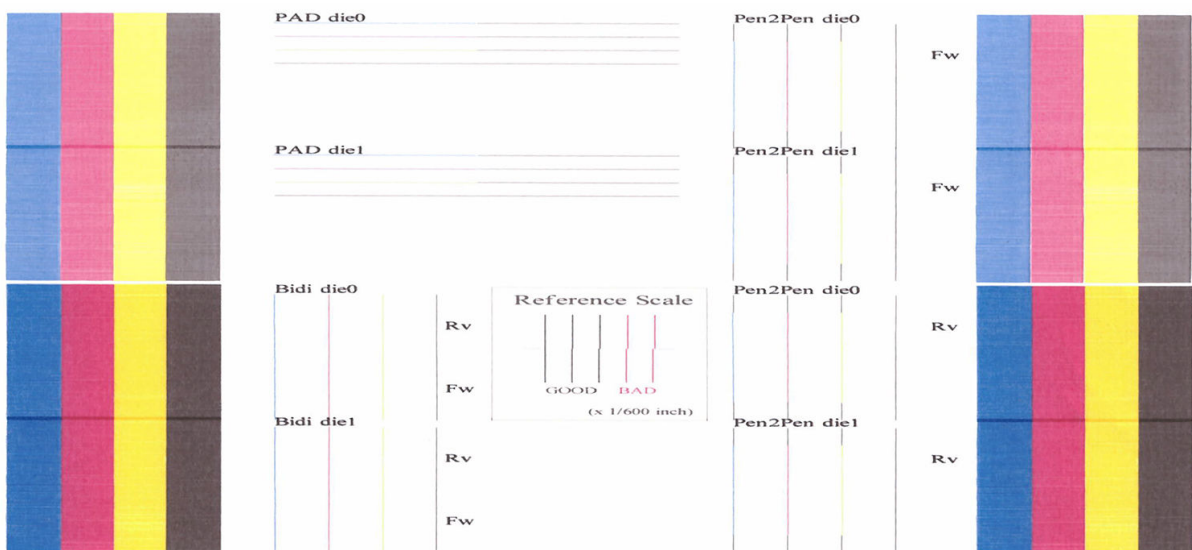 PAD die0
Pen2Pen die0
Fw
PAD die1
Pen2Pen die1
Fw
Bidi die0
Rv
Fw
Reference Scale
GOOD BAD
(x 1/600 inch)
Pen2Pen die0
Rv
Bidi die1
Rv
Fw
Pen2Pen die1
Rv